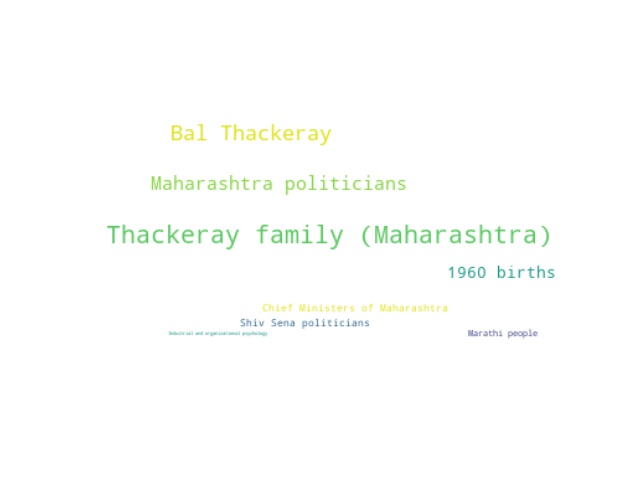 Bal Thackeray
Maharashtra politicians
Thackeray family (Maharashtra)
1960 births
Chief Ministers of Maharashtra
Shiv Sena politicians
Industrial and organizational psychology
Marathi people